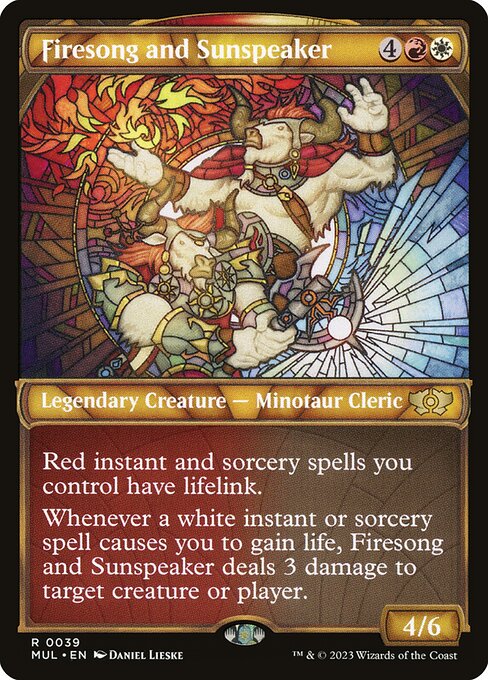 Firesong and Sunspeaker 4
Legendary Creature — Minotaur Cleric
Red instant and sorcery spells you
control have lifelink.
Whenever a white instant or sorcery
spell causes you to gain life, Firesong
and Sunspeaker deals 3 damage to
target creature or player.
4/6
R 0039
MUL • EN Daniel Lieske
™ & © 2023 Wizards of the Coast